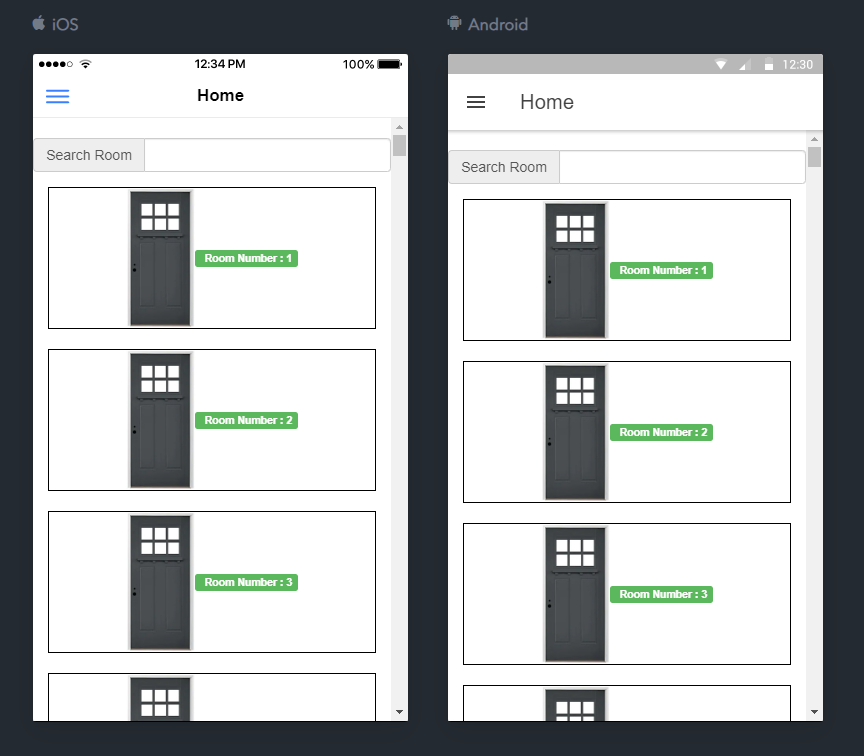 iOS
12:34 PM 100%
Home
Search Room
Room Number : 1
Room Number : 2
Room Number : 3
Android
12:30
Home
Search Room
Room Number : 1
Room Number : 2
Room Number : 3